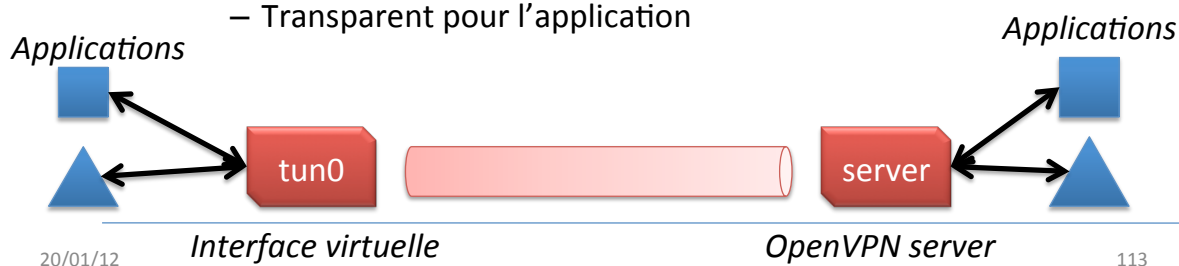 – Transparent pour l'application
Applications
Applications
tun0
server
Interface virtuelle
OpenVPN server
20/01/12
113